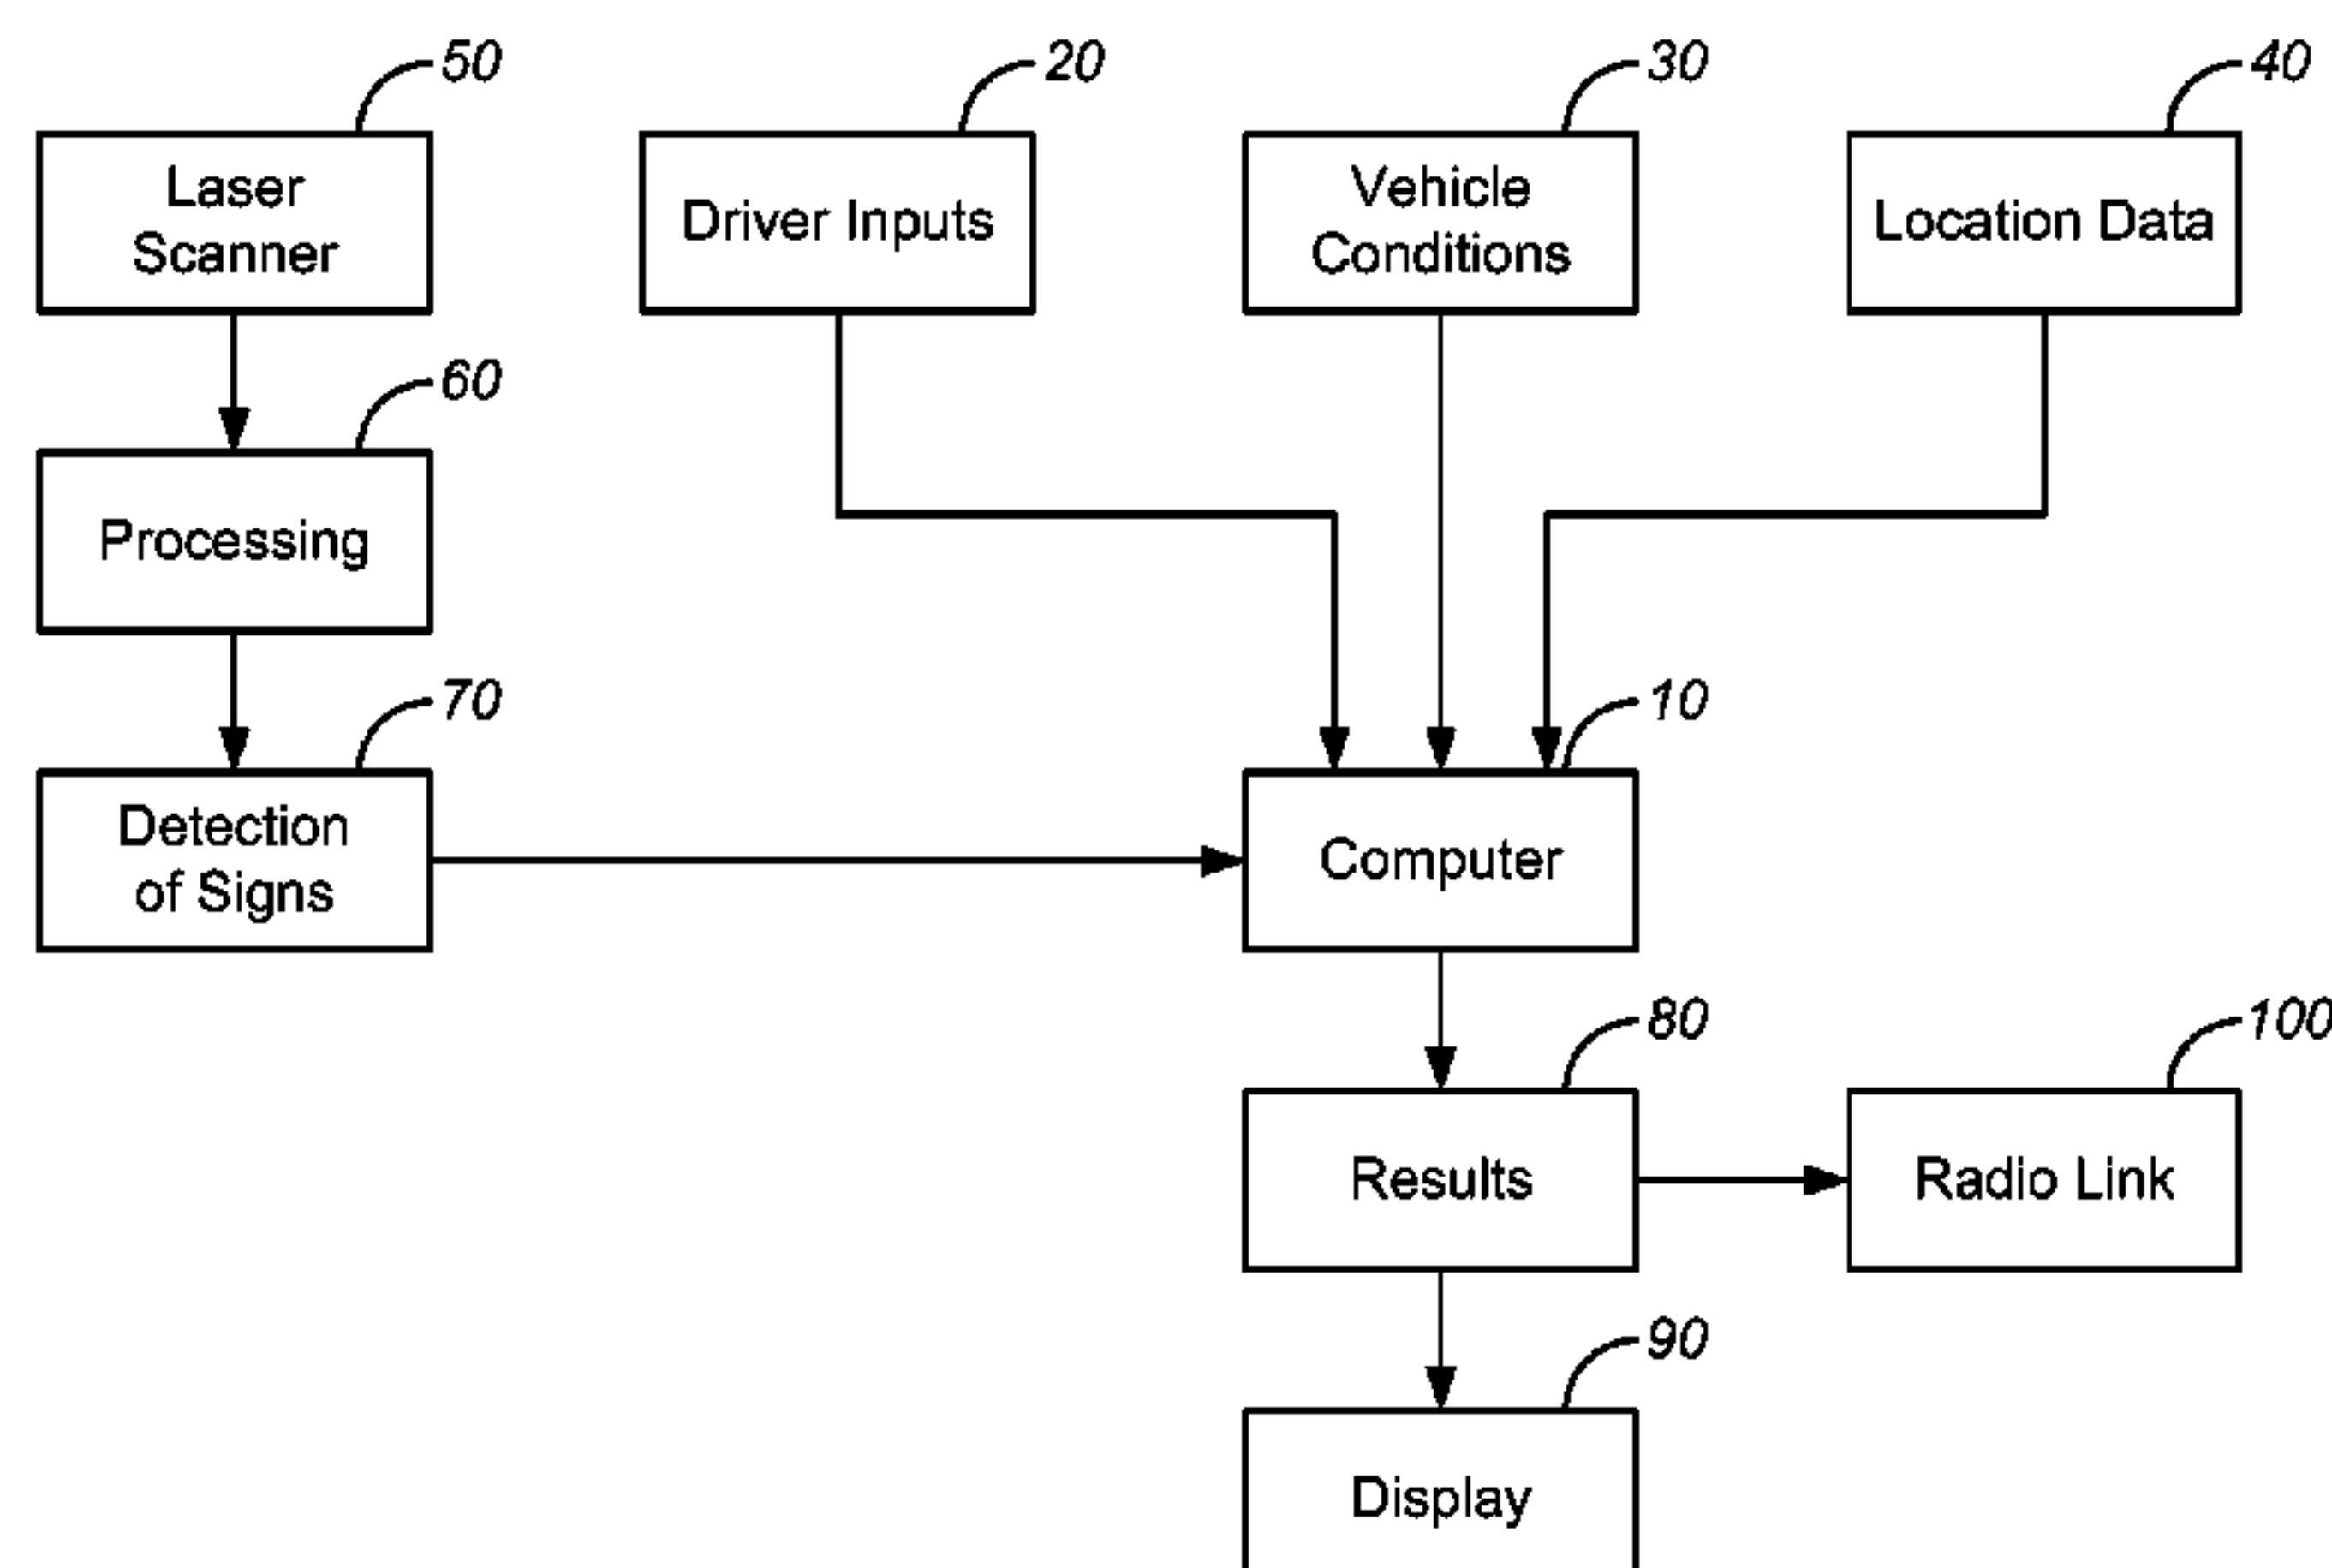 50
20
30
40
Laser
Scanner
Driver Inputs
Vehicle
Conditions
Location Data
60
Processing
70
10
Detection
of Signs
Computer
80
100
Results
Radio Link
90
Display